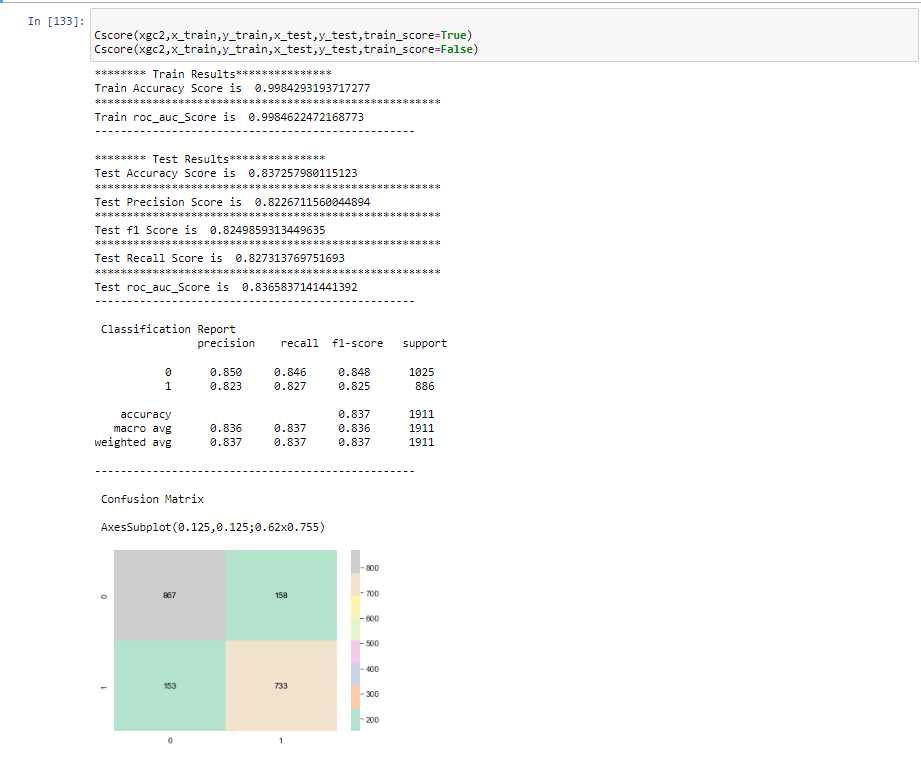 In [133]:
Cscore(xgc2,x_train,y_train,x_test,y_test,train_score=True)
Cscore(xgc2,x_train,y_train,x_test,y_test,train_score=False)
******** Train Results***************
Train Accuracy Score is  0.9984293193717277
******************************************************
Train roc_auc_Score is  0.9984622472168773
--------------------------------------------------
******** Test Results***************
Test Accuracy Score is  0.837257980115123
******************************************************
Test Precision Score is  0.8226711560044894
******************************************************
Test f1 Score is  0.8249859313449635
******************************************************
Test Recall Score is  0.827313769751693
******************************************************
Test roc_auc_Score is  0.8365837141441392
--------------------------------------------------
Classification Report
precision    recall  f1-score   support
0      0.850     0.846     0.848      1025
1      0.823     0.827     0.825       886
accuracy                          0.837      1911
macro avg      0.836     0.837     0.836      1911
weighted avg      0.837     0.837     0.837      1911
--------------------------------------------------
Confusion Matrix
AxesSubplot(0.125,0.125;0.62x0.755)
0 867 158
1 153 733
0 1
800
700
600
500
400
300
200